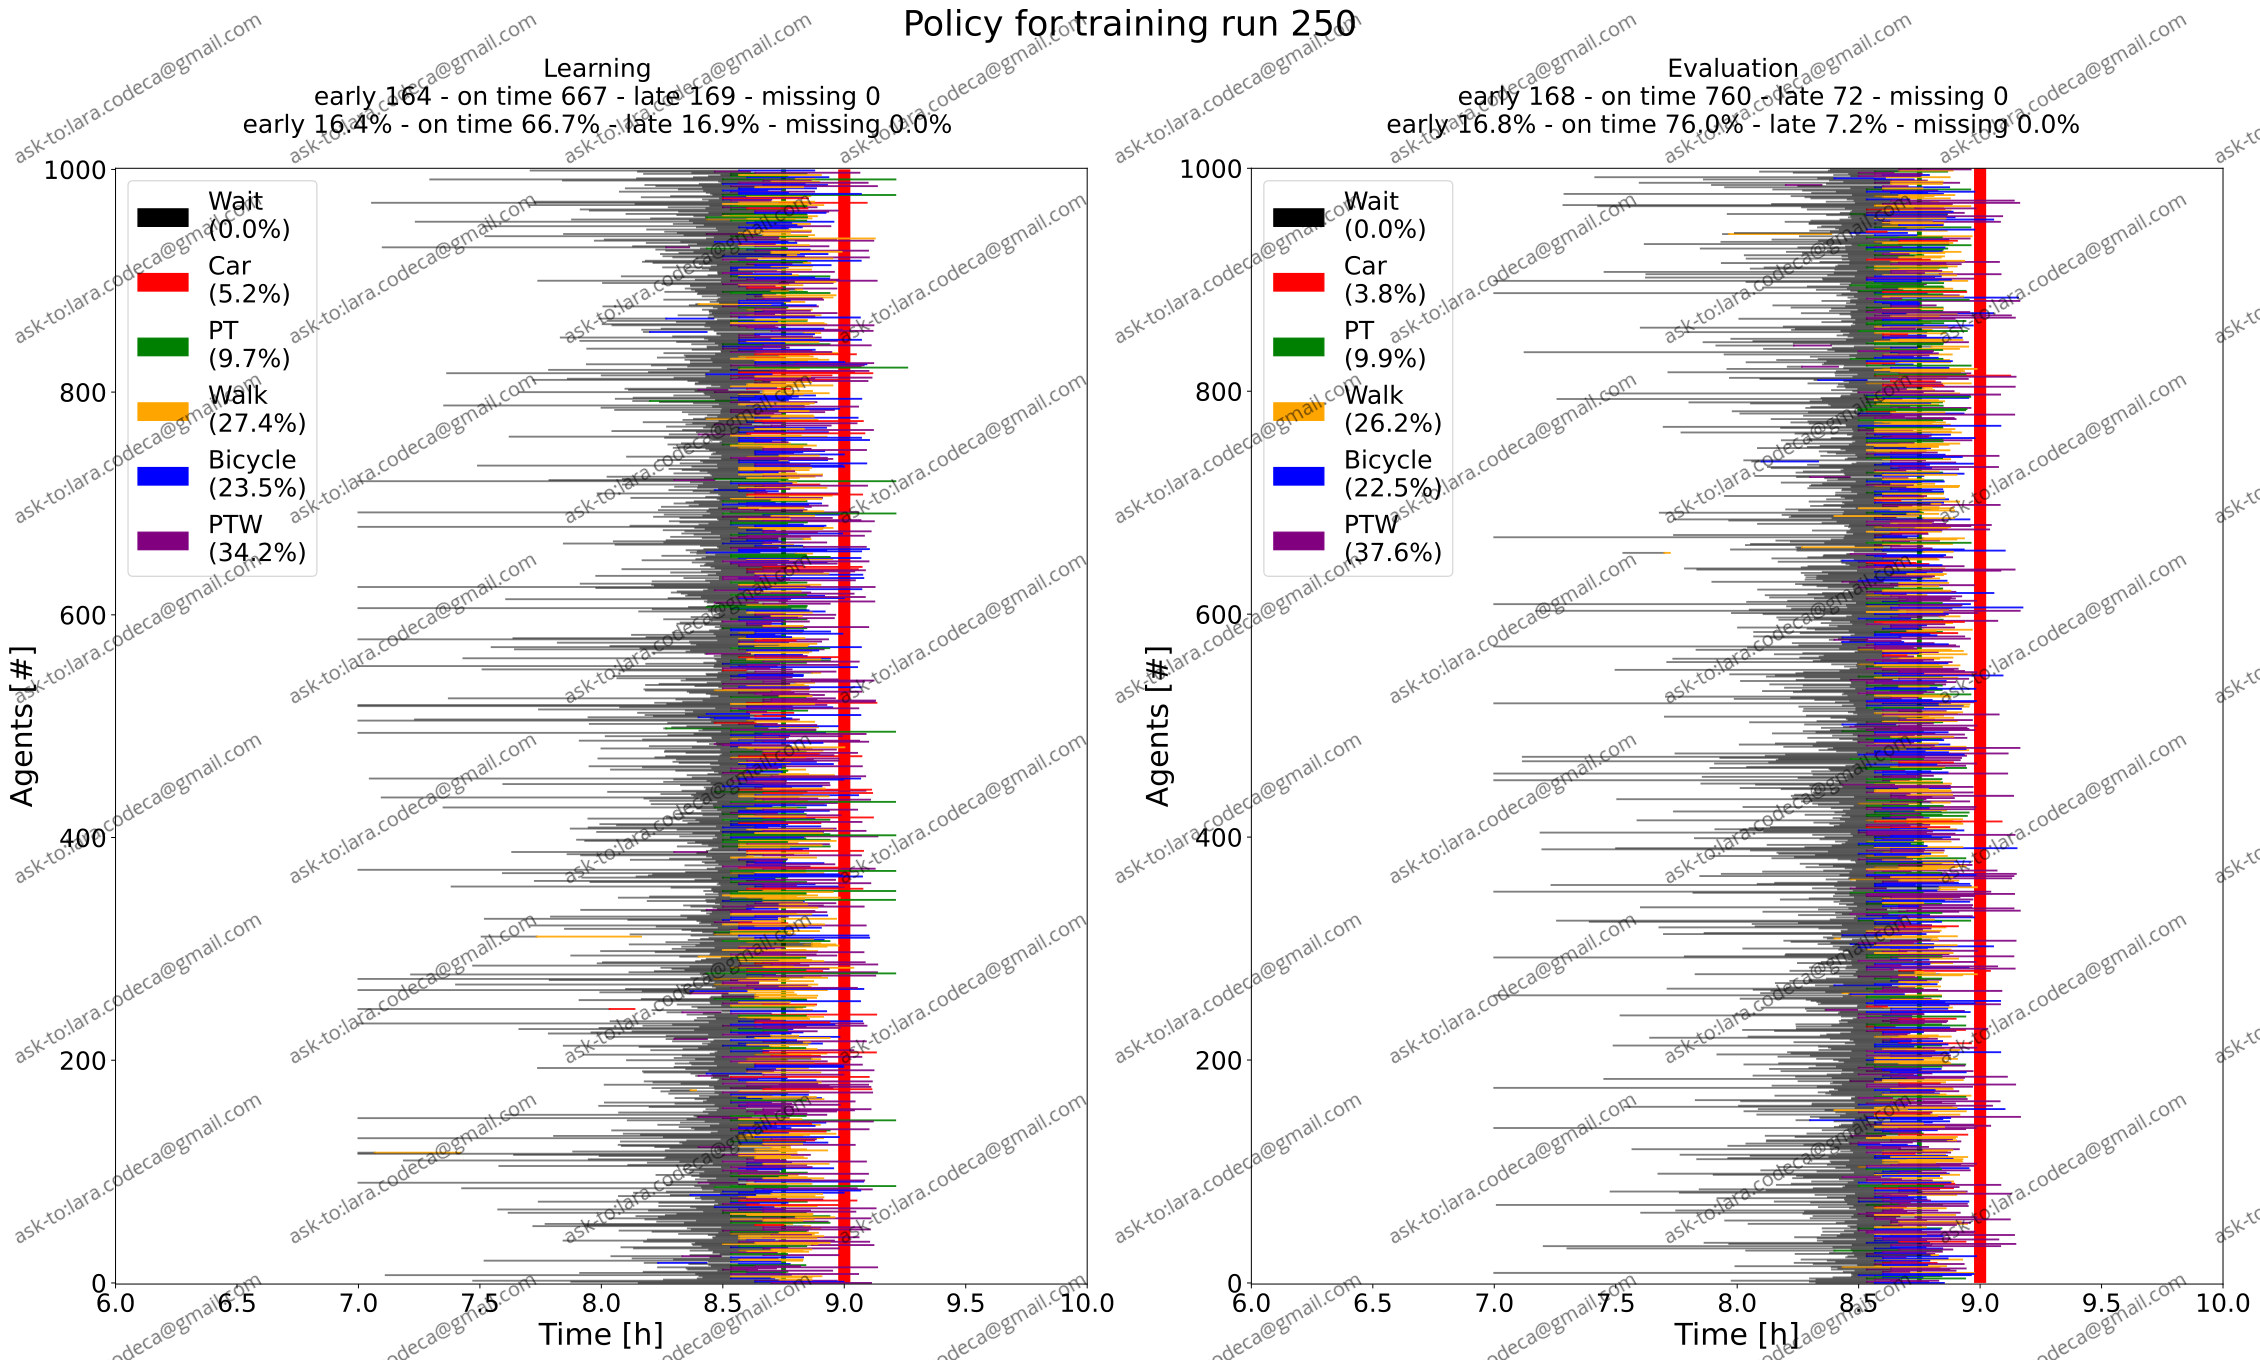 Policy for training run 250
Learning
early 164 - on time 667 - late 169 - missing 0
early 16.4% - on time 66.7% - late 16.9% - missing 0.0%
Evaluation
early 168 - on time 760 - late 72 - missing 0
early 16.8% - on time 76.0% - late 7.2% - missing 0.0%
1000
800
600
400
200
0
Agents [#]
Wait
(0.0%)
Car
(5.2%)
PT
(9.7%)
Walk
(27.4%)
Bicycle
(23.5%)
PTW
(34.2%)
6.0 6.5 7.0 7.5 8.0 8.5 9.0 9.5 10.0
Time [h]
1000
800
600
400
200
0
Agents [#]
Wait
(0.0%)
Car
(3.8%)
PT
(9.9%)
Walk
(26.2%)
Bicycle
(22.5%)
PTW
(37.6%)
6.0 6.5 7.0 7.5 8.0 8.5 9.0 9.5 10.0
Time [h]
ask-to:lara.codeca@gmail.com